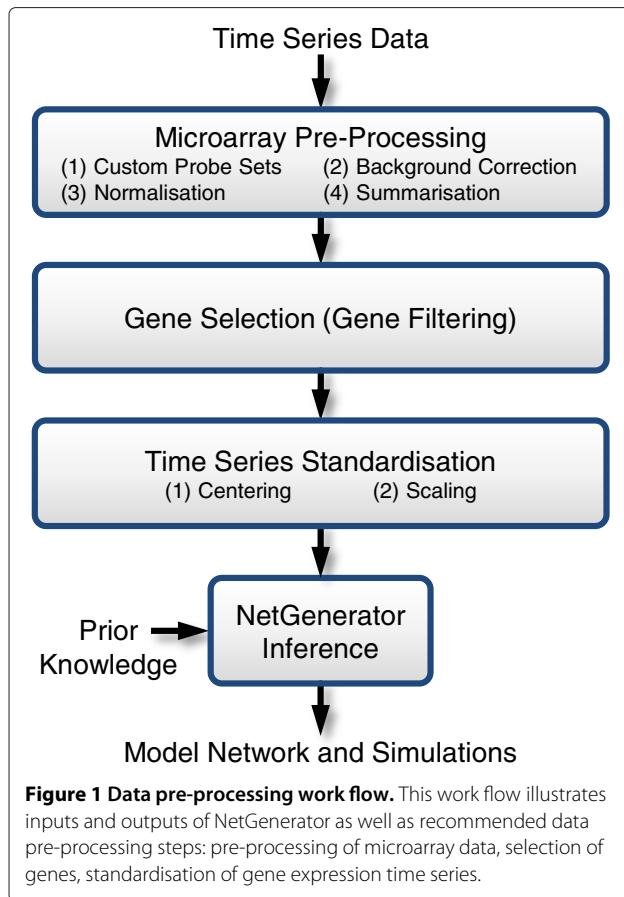 Time Series Data
Microarray Pre-Processing
(1) Custom Probe Sets (2) Background Correction
(3) Normalisation (4) Summarisation
Gene Selection (Gene Filtering)
Time Series Standardisation
(1) Centering (2) Scaling
Prior
Knowledge
NetGenerator
Inference
Model Network and Simulations
Figure 1 Data pre-processing work flow. This work flow illustrates
inputs and outputs of NetGenerator as well as recommended data
pre-processing steps: pre-processing of microarray data, selection of
genes, standardisation of gene expression time series.